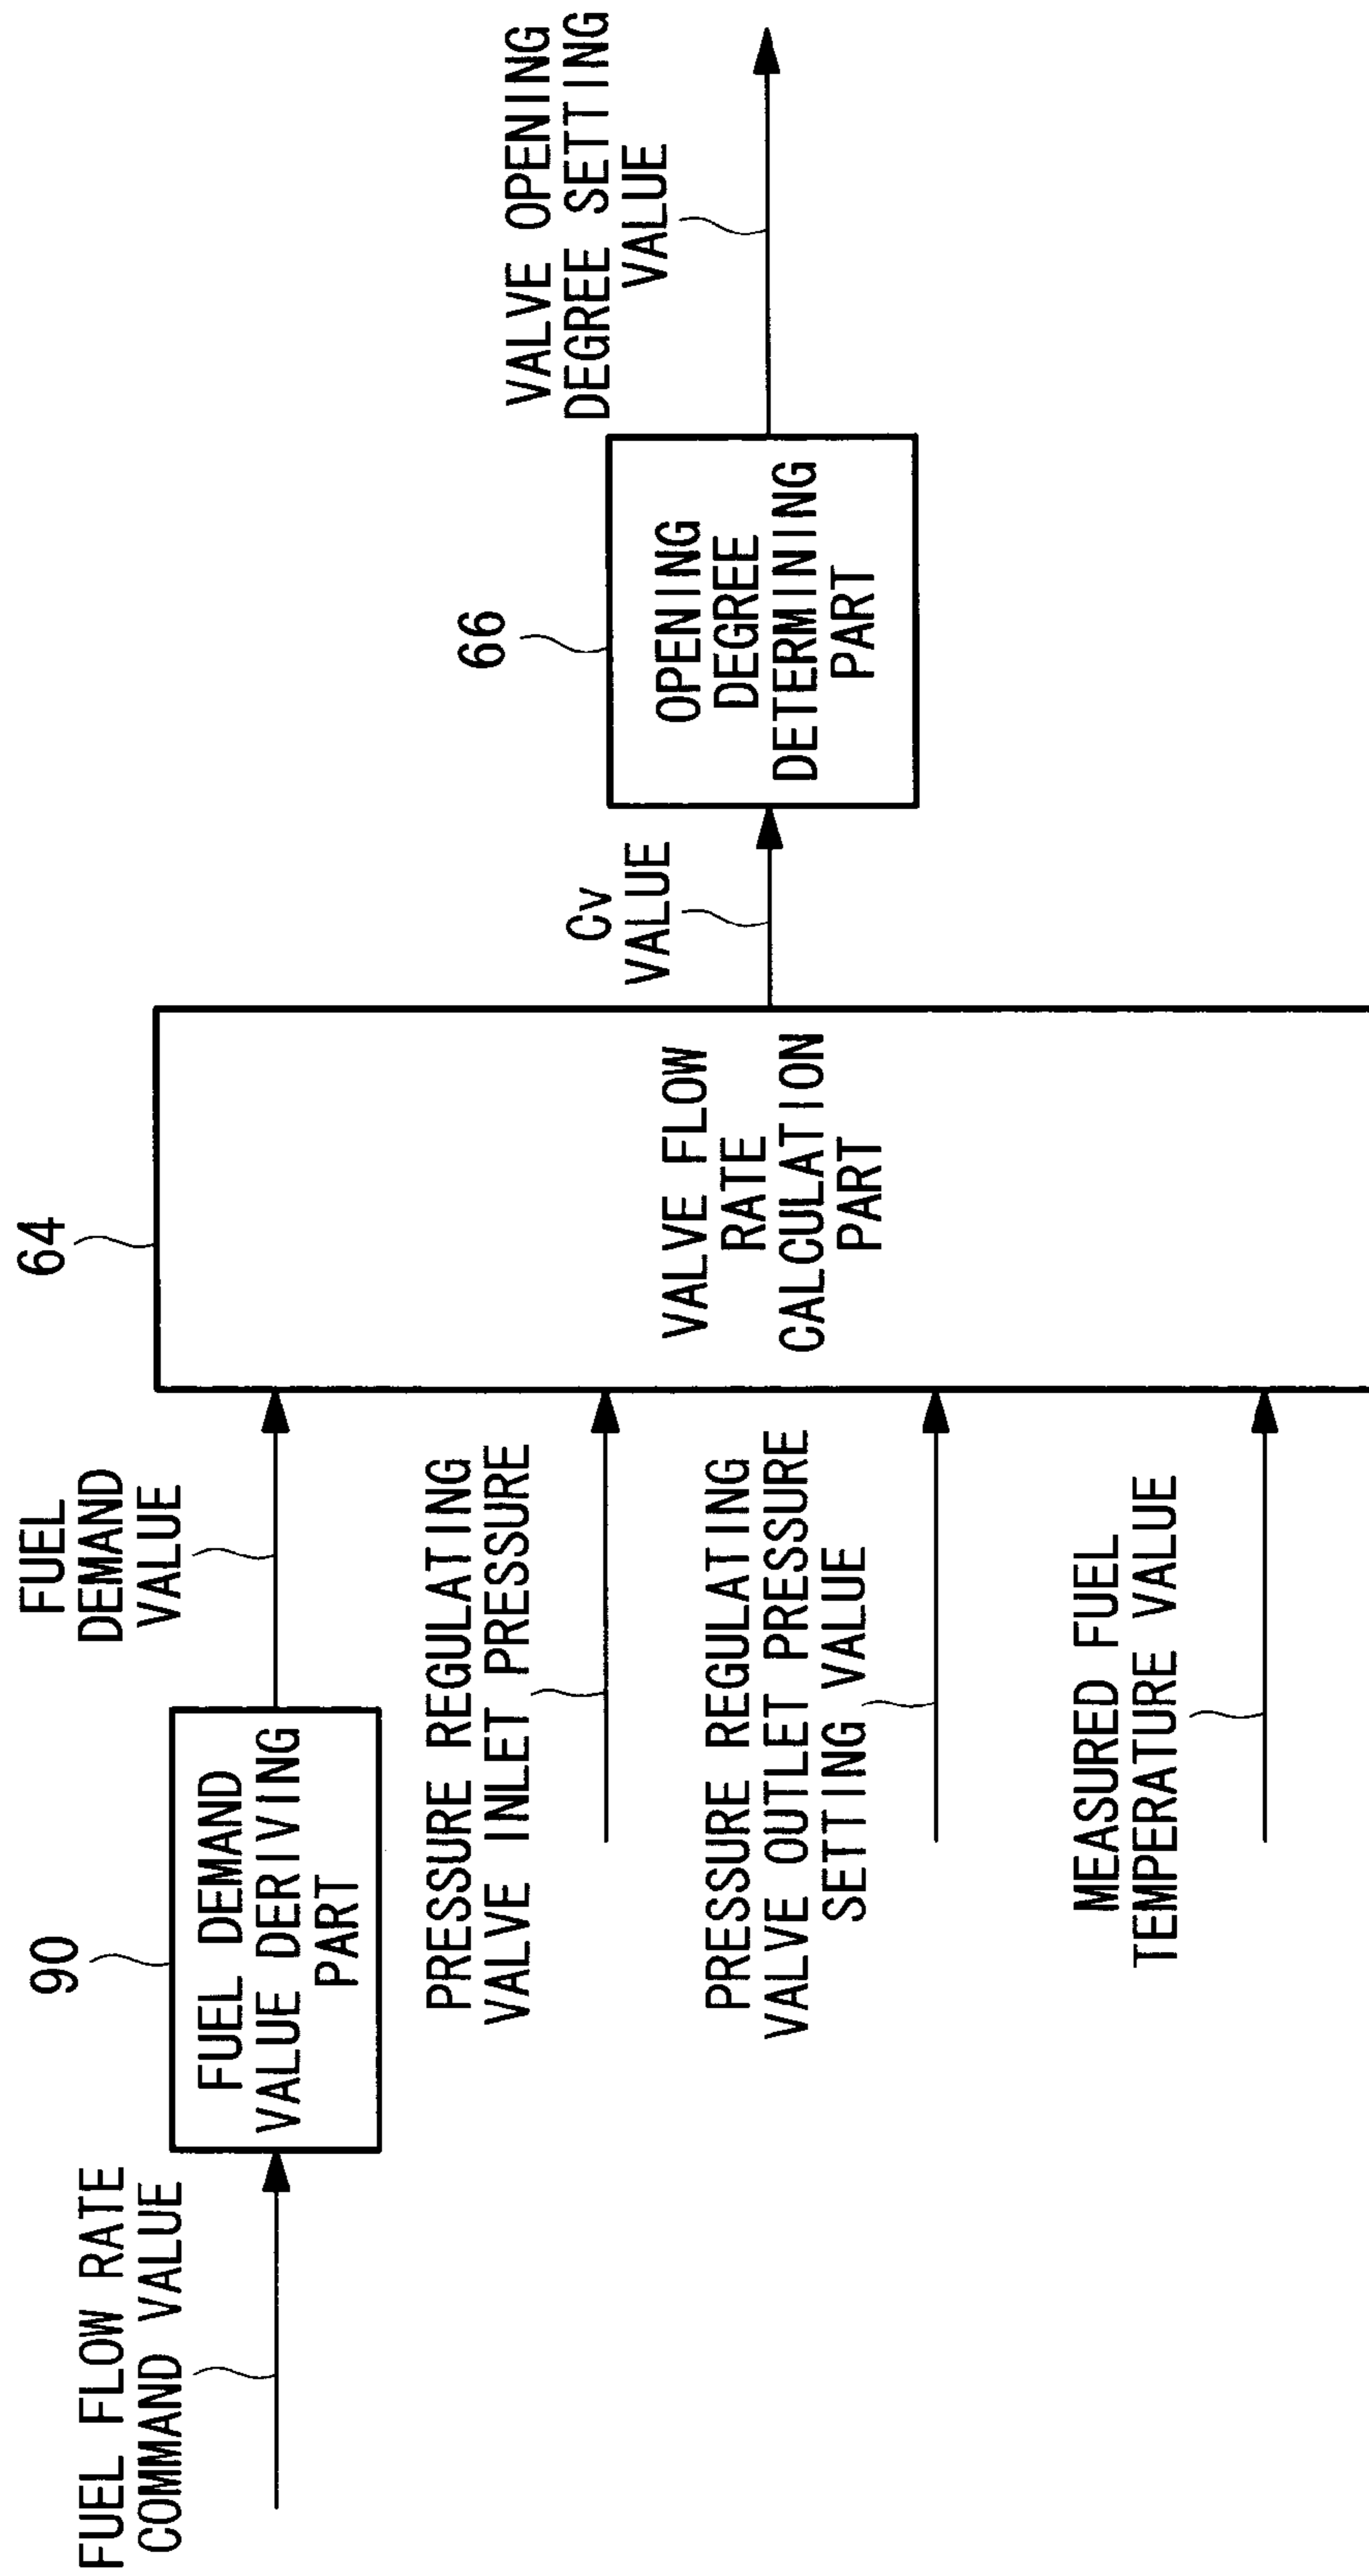 FUEL FLOW RATE
COMMAND VALUE
90
FUEL DEMAND
VALUE DERIVING
PART
FUEL
DEMAND
VALUE
PRESSURE REGULATING
VALVE INLET PRESSURE
PRESSURE REGULATING
VALVE OUTLET PRESSURE
SETTING VALUE
MEASURED FUEL
TEMPERATURE VALUE
64
VALVE FLOW
RATE
CALCULATION
PART
Cv
VALUE
66
OPENING
DEGREE
DETERMINING
PART
VALVE OPENING
DEGREE SETTING
VALUE